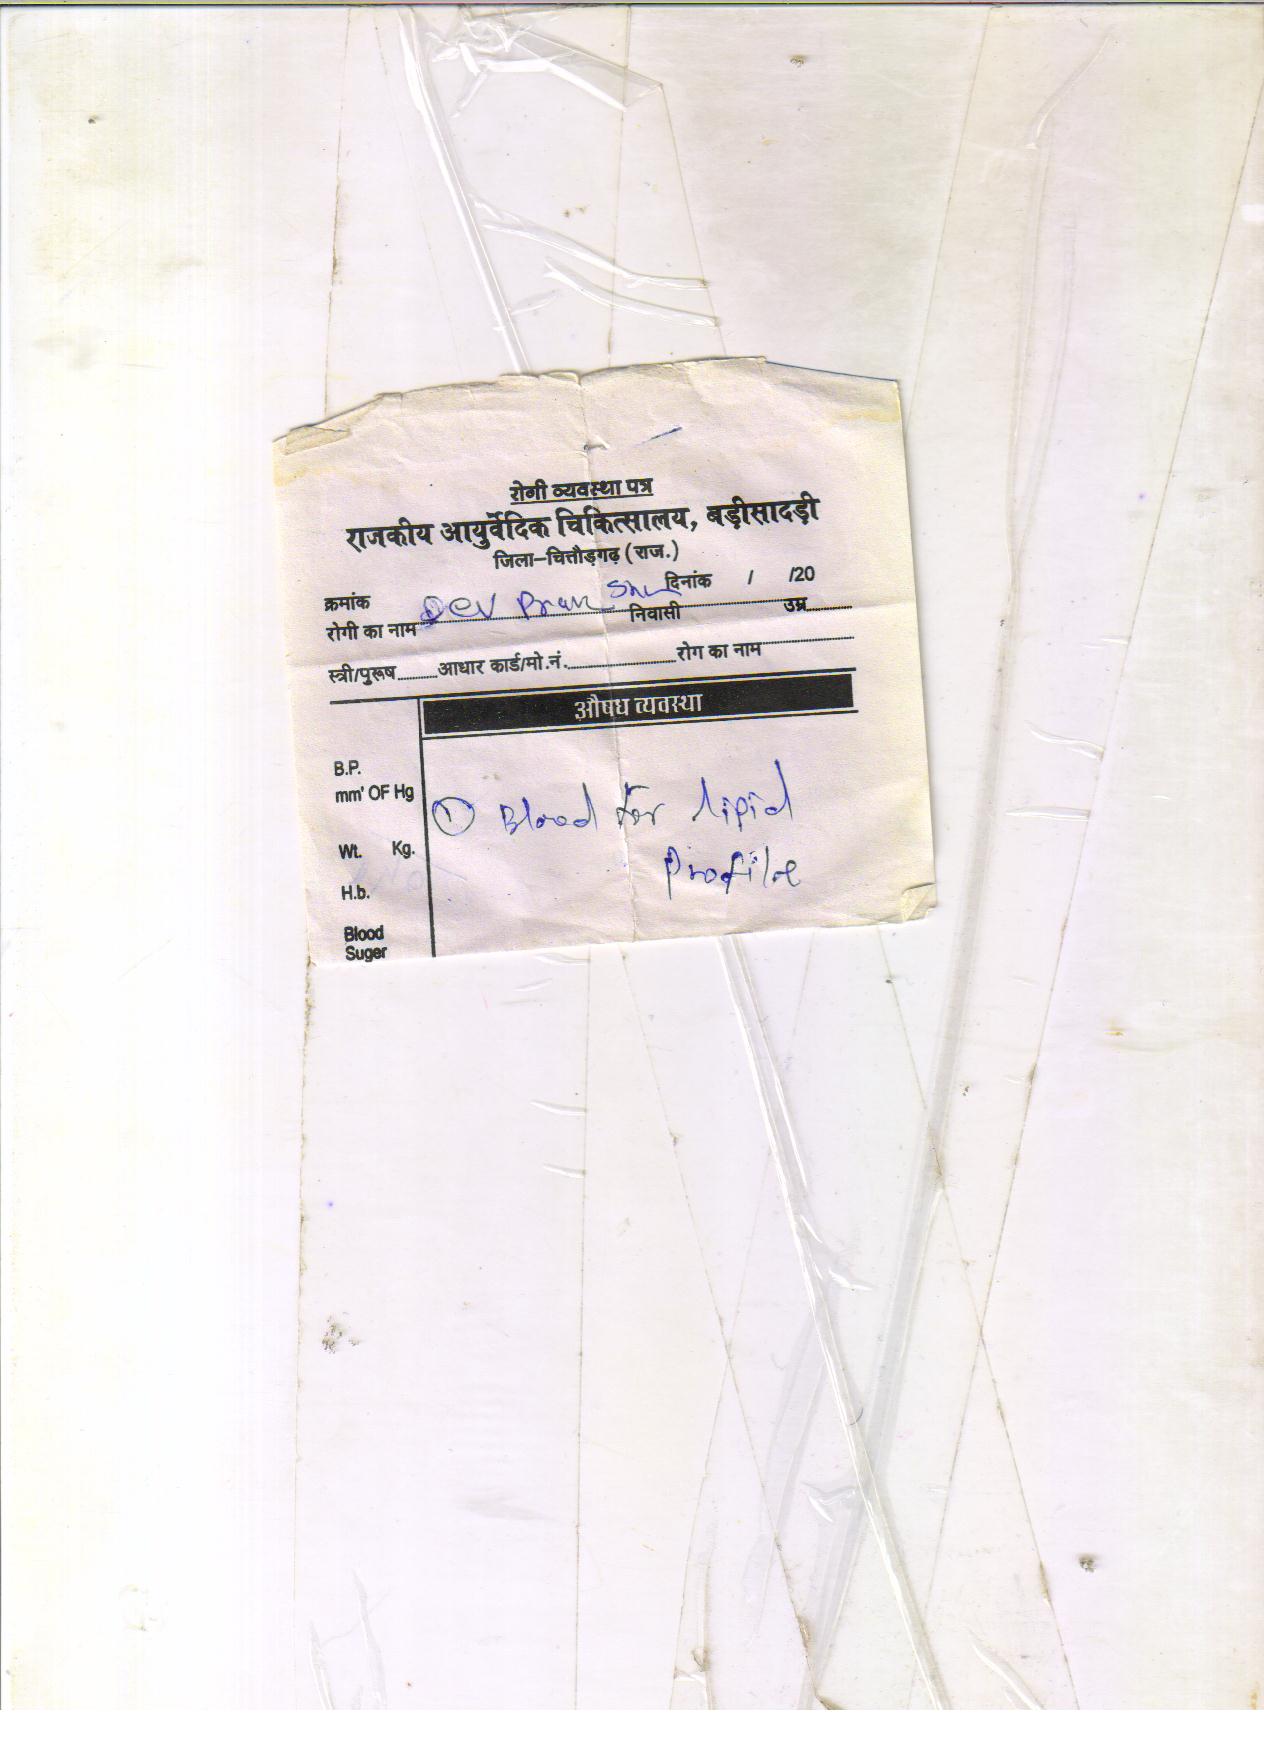 रोगी व्यवस्था पत्र
राजकीय आयुर्वेदिक चिकित्सालय, बड़ीसादड़ी
जिला–चित्तौड़गढ़ (राज.)
क्रमांक दिनांक / /20
रोगी का नाम Dev निवासी उम्र
स्त्री/पुरूष आधार कार्ड/मो.नं. रोग का नाम
औषध व्यवस्था
B.P.
mm' OF Hg
① Blood for lipid
Wt. Kg.
Profile
H.b.
Blood
Suger